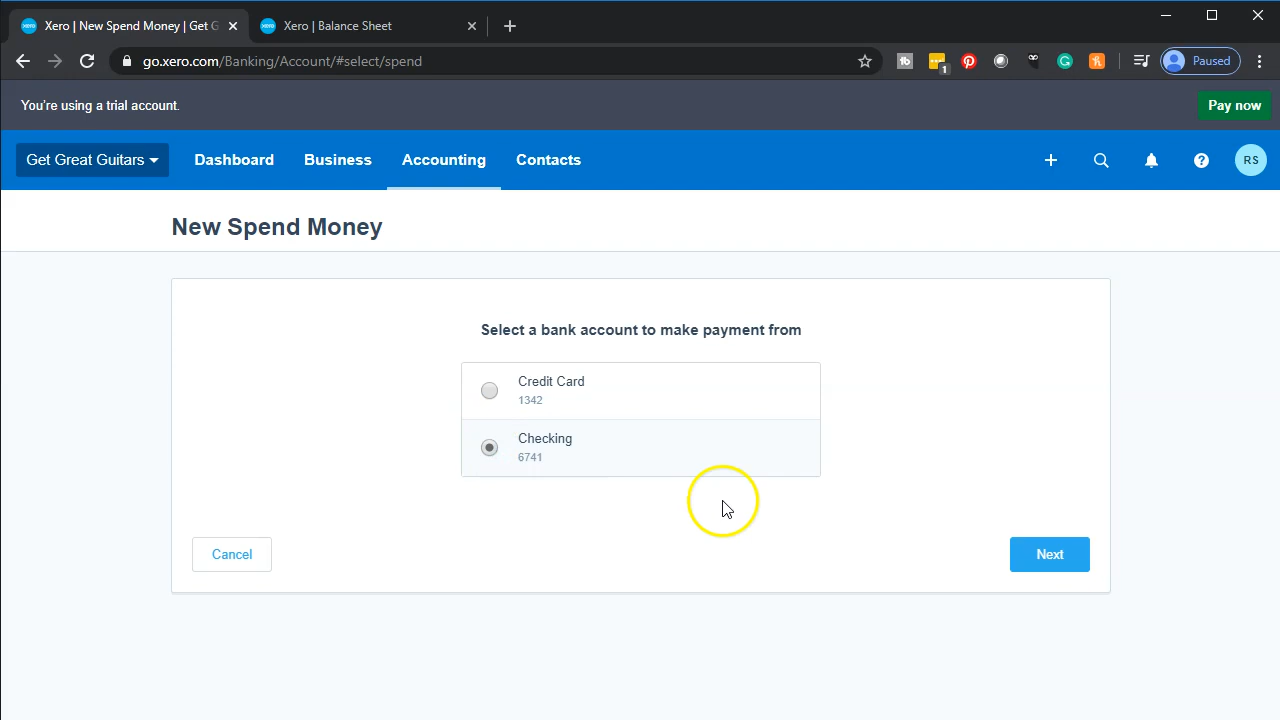 Xero | New Spend Money | Get G
Xero | Balance Sheet
go.xero.com/Banking/Account/#select/spend
1
Paused
You're using a trial account.
Pay now
Get Great Guitars
Dashboard
Business
Accounting
Contacts
RS
New Spend Money
Select a bank account to make payment from
Credit Card
1342
Checking
6741
Cancel
Next